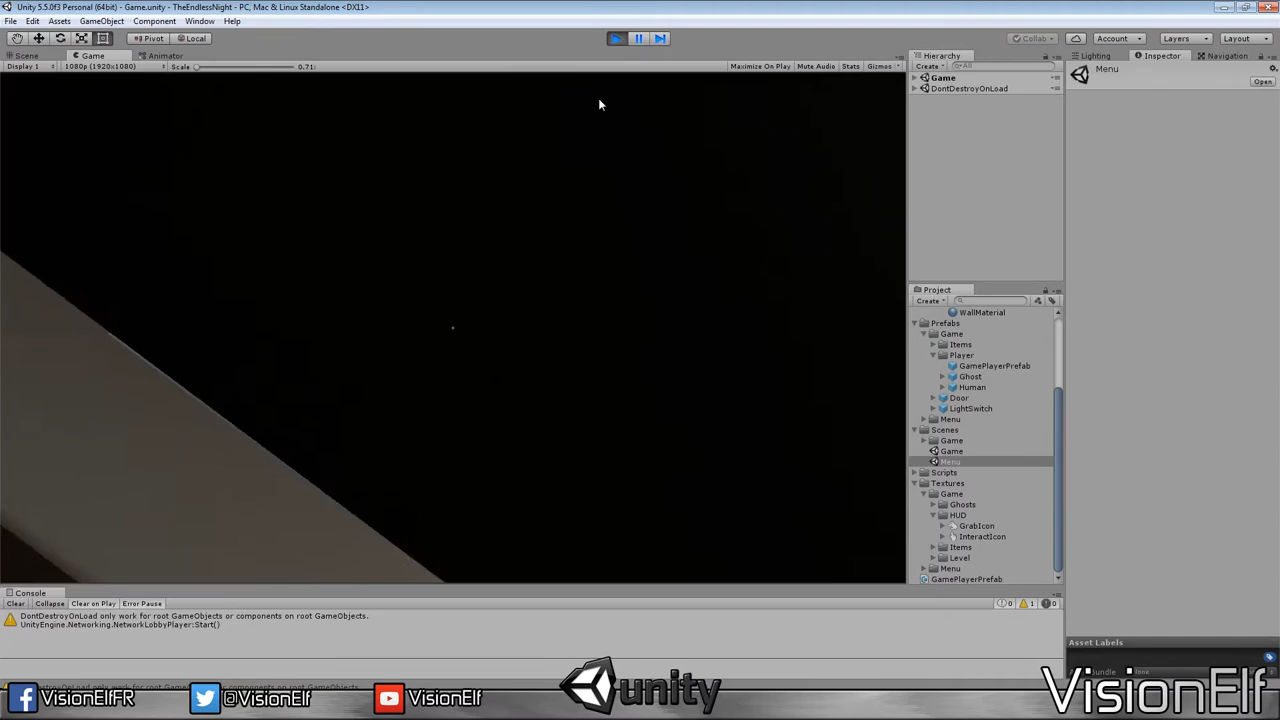 Unity 5.5.0f3 Personal (64bit) - Game.unity - TheEndlessNight - PC, Mac & Linux Standalone <DX11>
File Edit Assets GameObject Component Window Help
Pivot Local Collab Account Layers Layout
Scene Game Animator
Display 1 1080p (1920x1080) Scale 0.71: Maximize On Play Mute Audio Stats Gizmos
Hierarchy
Create All
Game
DontDestroyOnLoad
Project
Create
WallMaterial
Prefabs
Game
Items
Player
GamePlayerPrefab
Ghost
Human
Door
LightSwitch
Menu
Scenes
Game
Game
Menu
Scripts
Textures
Game
Ghosts
HUD
GrabIcon
InteractIcon
Items
Level
Menu
GamePlayerPrefab
Lighting Inspector Navigation
Menu
Open
Asset Labels
Console
Clear Collapse Clear on Play Error Pause 0 1 0
DontDestroyOnLoad only work for root GameObjects or components on root GameObjects.
UnityEngine.Networking.NetworkLobbyPlayer:Start()
VisionElfFR @VisionElf VisionElf unity VisionElf